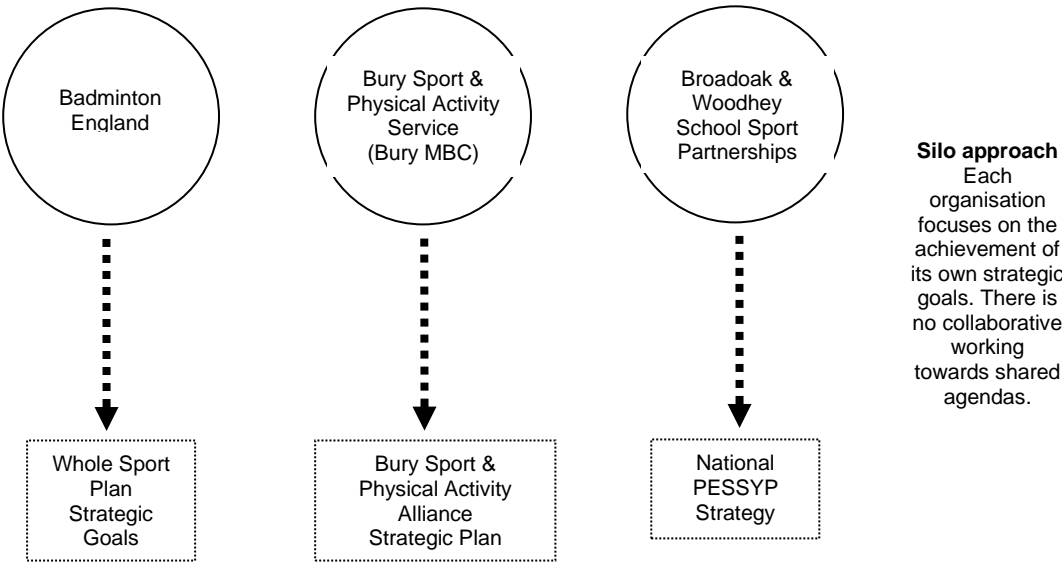 Badminton
England
Bury Sport &
Physical Activity
Service
(Bury MBC)
Broadoak &
Woodhey
School Sport
Partnerships
Silo approach
Each
organisation
focuses on the
achievement of
its own strategic
goals. There is
no collaborative
working
towards shared
agendas.
Whole Sport
Plan
Strategic
Goals
Bury Sport &
Physical Activity
Alliance
Strategic Plan
National
PESSYP
Strategy